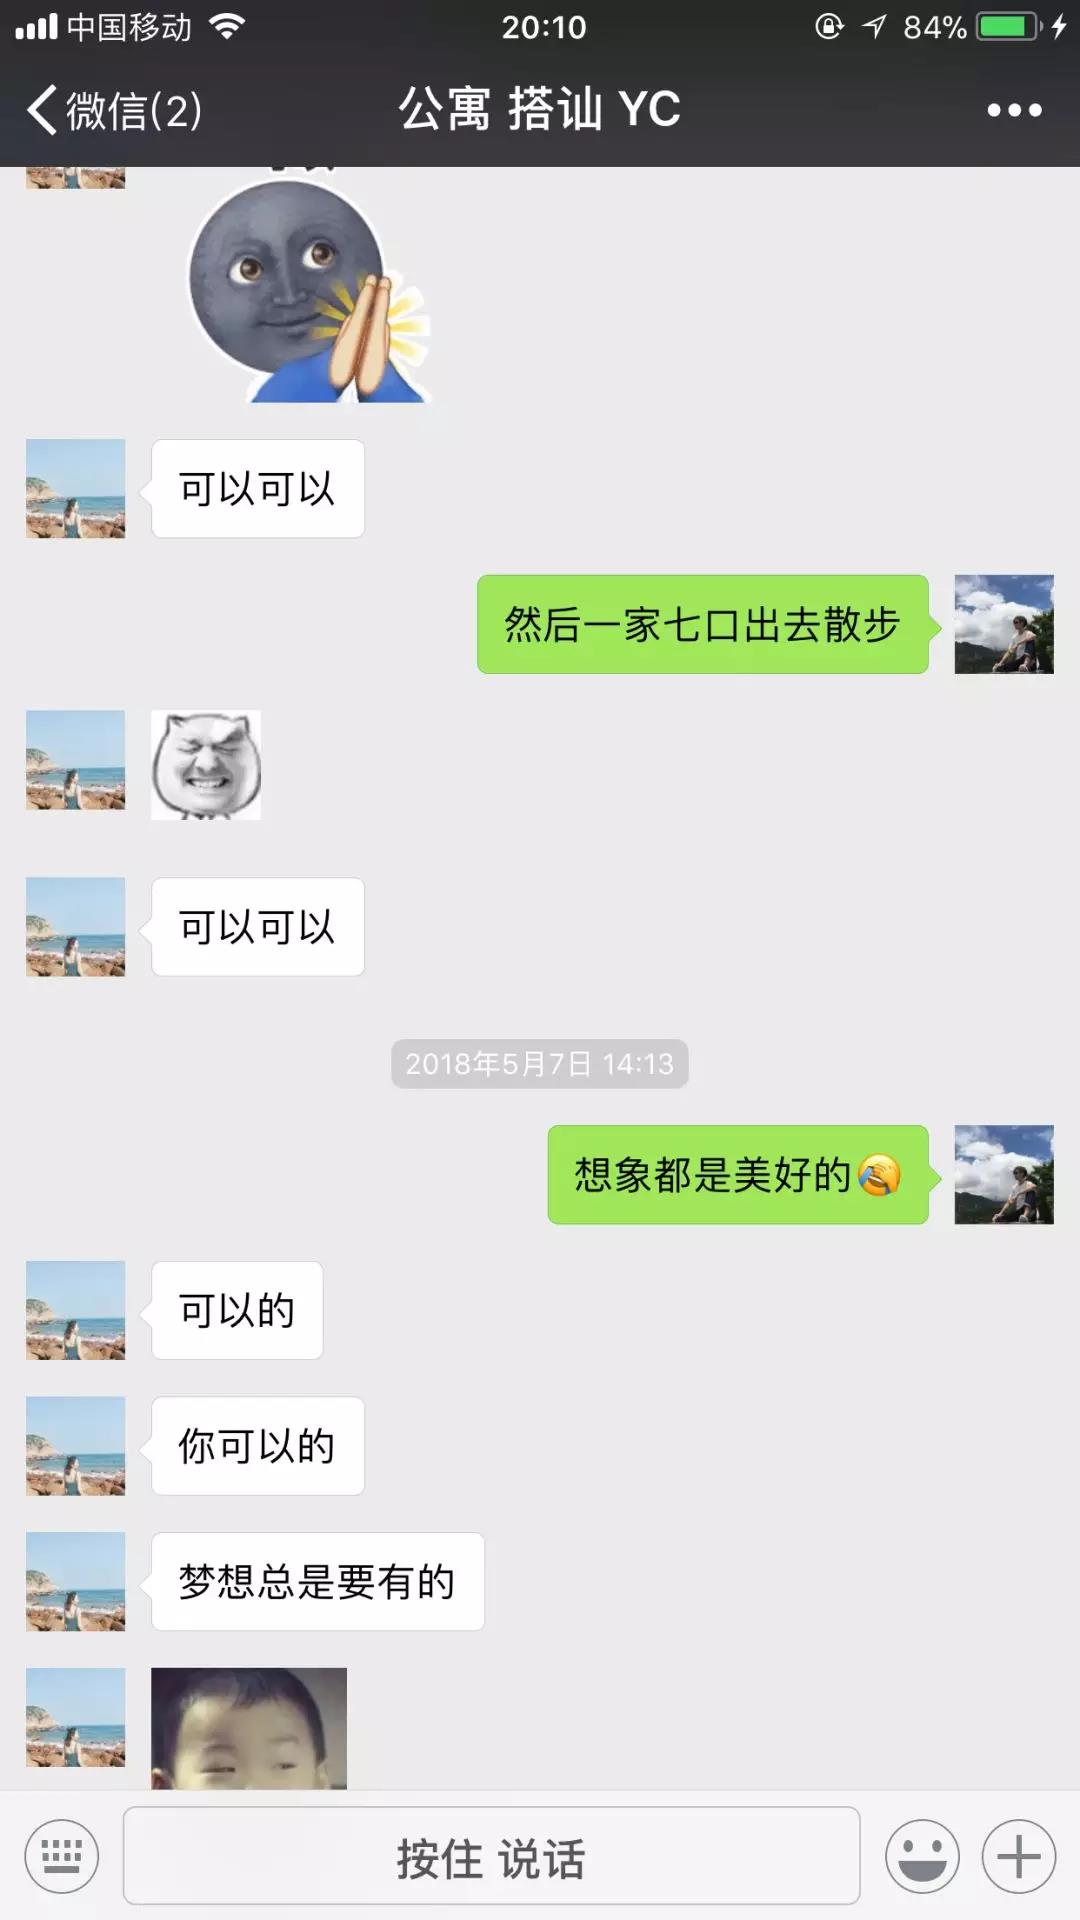 中国移动 20:10 84%
微信(2) 公寓 搭讪 YC
可以可以
然后一家七口出去散步
可以可以
2018年5月7日 14:13
想象都是美好的
可以的
你可以的
梦想总是要有的
按住 说话